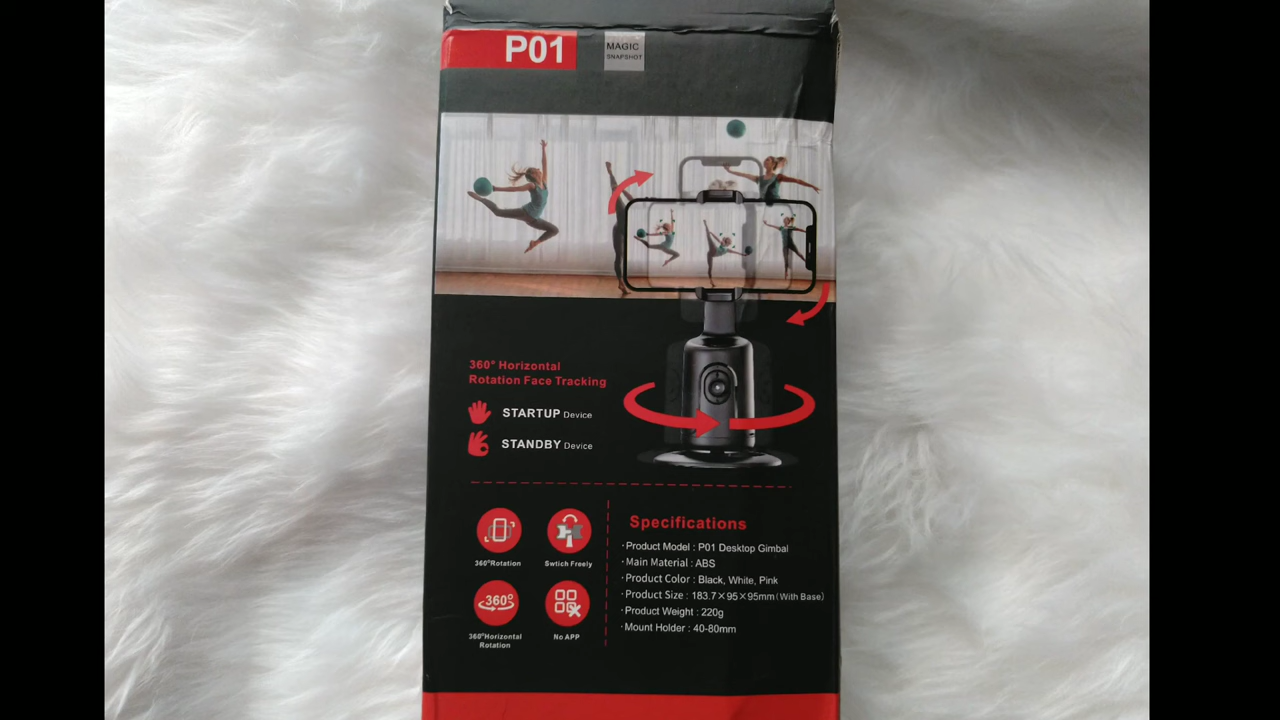 P01
MAGIC
SNAPSHOT
360° Horizontal
Rotation Face Tracking
STARTUP Device
STANDBY Device
360°Rotation
Swtich Freely
360°
360°Horizontal
Rotation
No APP
Specifications
·Product Model : P01 Desktop Gimbal
·Main Material : ABS
·Product Color : Black, White, Pink
·Product Size : 183.7×95×95mm(With Base)
·Product Weight : 220g
·Mount Holder : 40-80mm